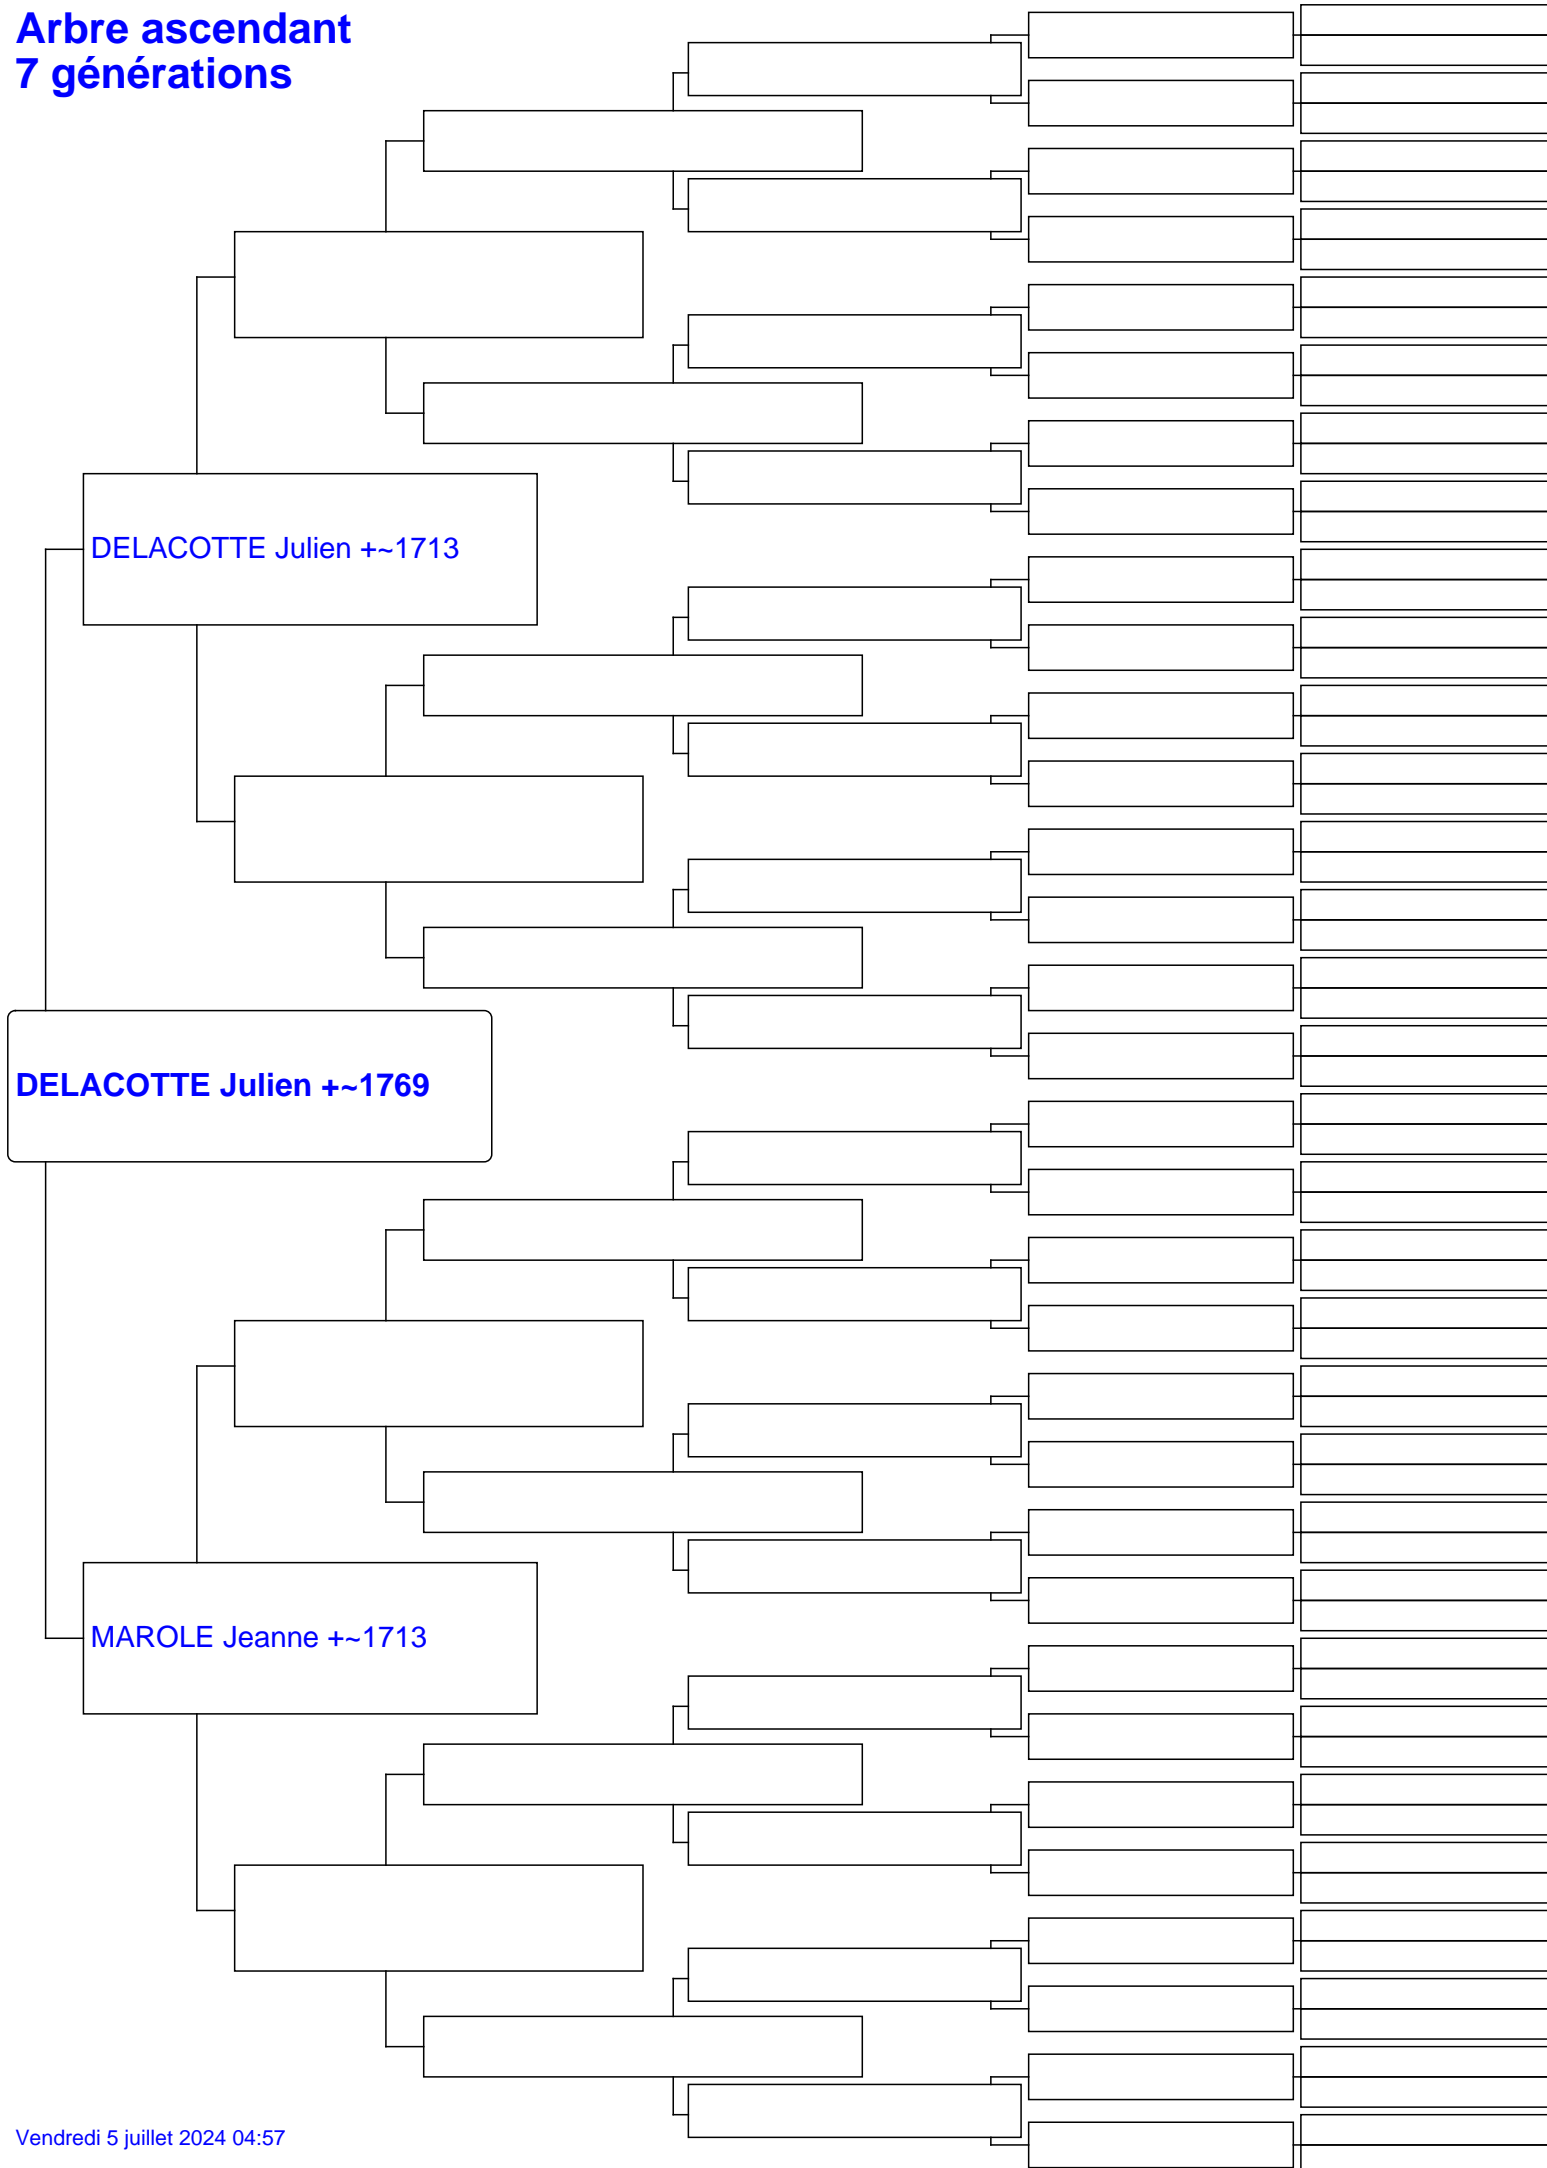 Arbre ascendant
7 générations
DELACOTTE Julien +~1713
DELACOTTE Julien +~1769
MAROLE Jeanne +~1713
Vendredi 5 juillet 2024 04:57